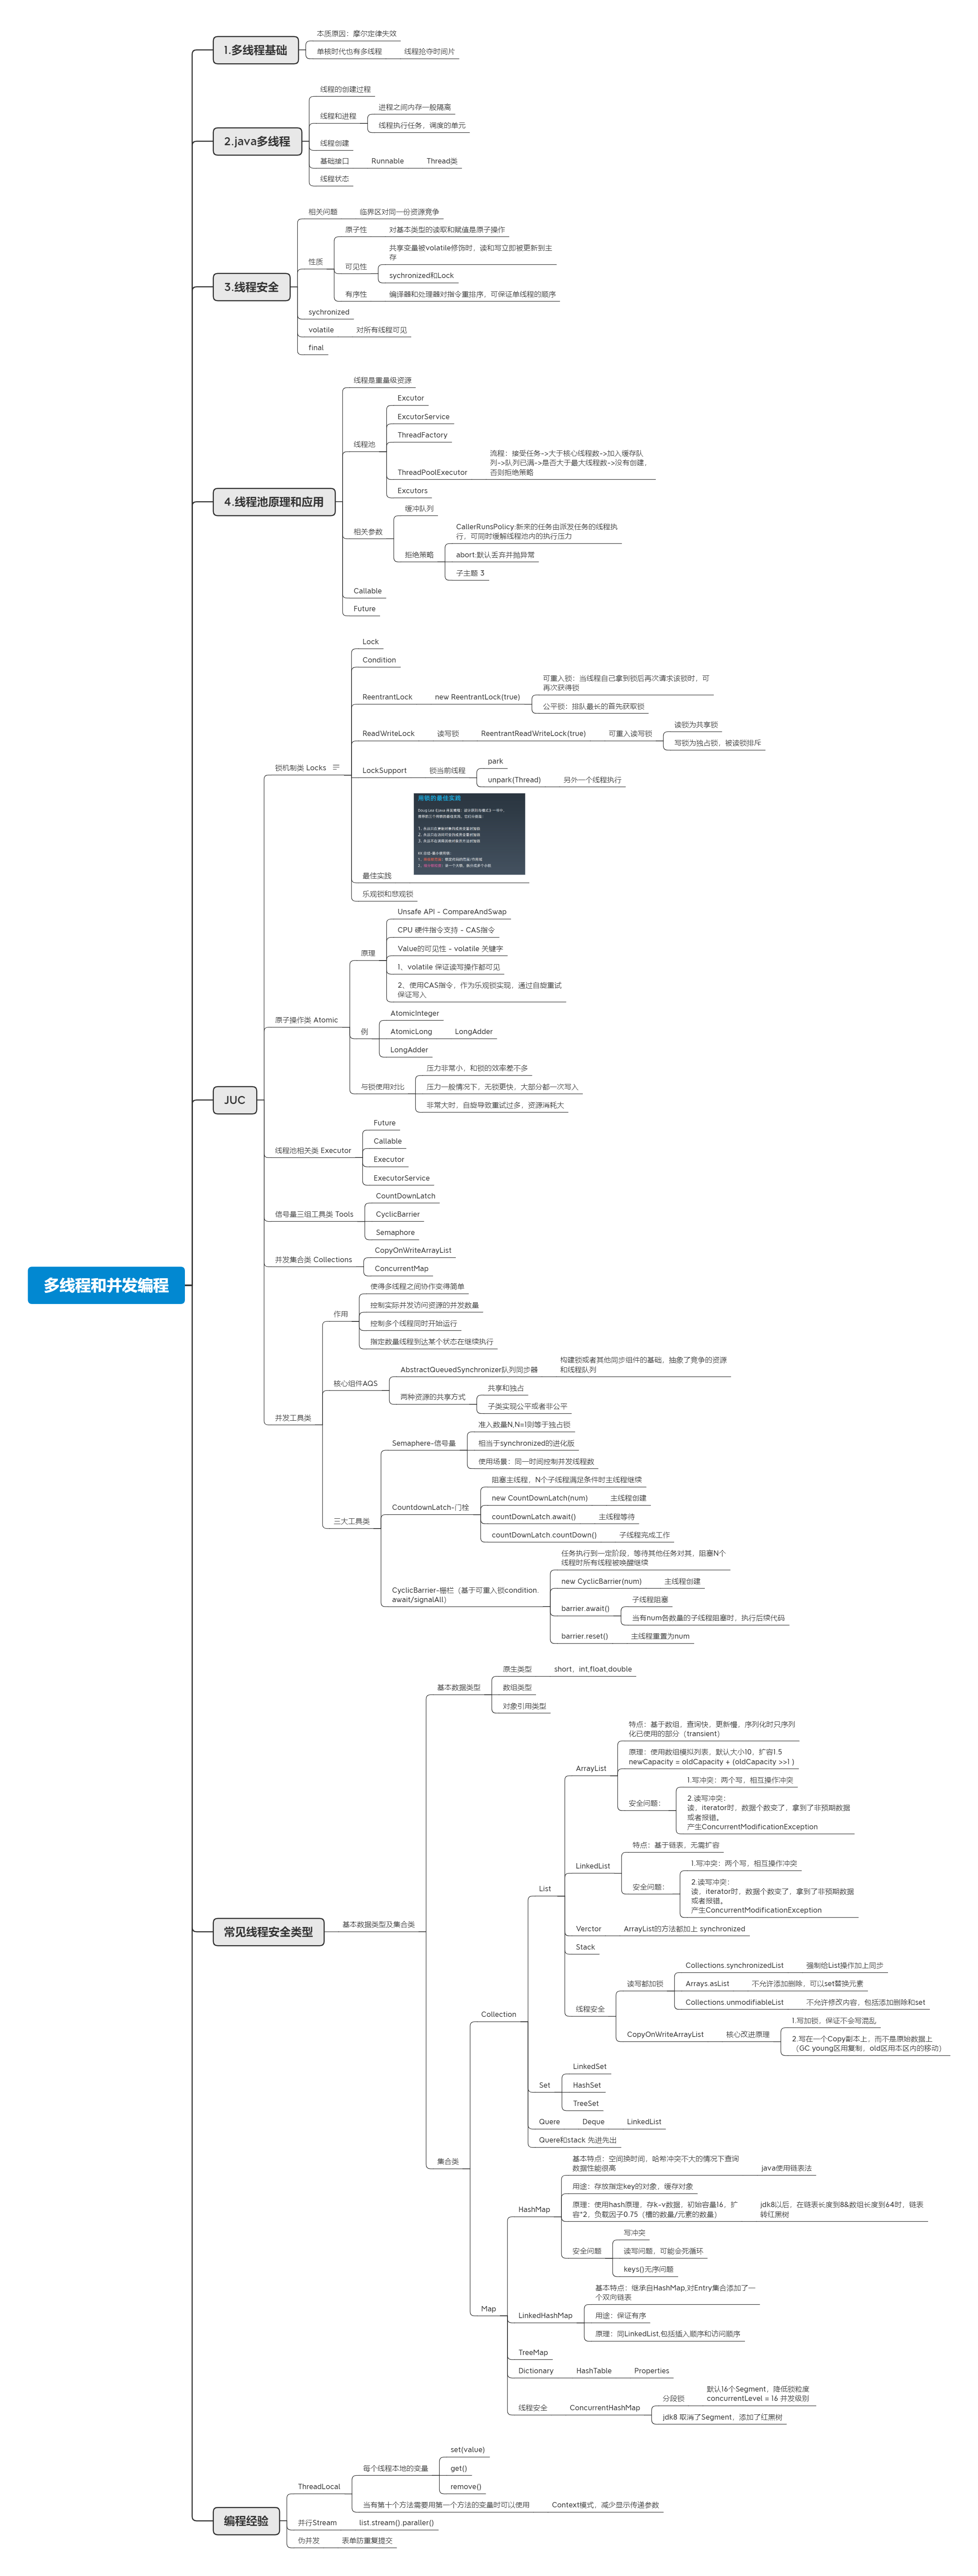 多线程和并发编程
1.多线程基础
本质原因：摩尔定律失效
单核时代也有多线程
线程抢夺时间片
2.java多线程
线程的创建过程
线程和进程
进程之间内存一般隔离
线程执行任务，调度的单元
线程创建
基础接口
Runnable
Thread类
线程状态
3.线程安全
相关问题
临界区对同一份资源竞争
性质
原子性
对基本类型的读取和赋值是原子操作
可见性
共享变量被volatile修饰时，读和写立即被更新到主
存
sychronized和Lock
有序性
编译器和处理器对指令重排序，可保证单线程的顺序
sychronized
volatile
对所有线程可见
final
4.线程池原理和应用
线程是重量级资源
线程池
Excutor
ExcutorService
ThreadFactory
ThreadPoolExecutor
流程：接受任务->大于核心线程数->加入缓存队
列->队列已满->是否大于最大线程数->没有创建，
否则拒绝策略
Excutors
相关参数
缓冲队列
拒绝策略
CallerRunsPolicy:新来的任务由派发任务的线程执
行，可同时缓解线程池内的执行压力
abort:默认丢弃并抛异常
子主题 3
Callable
Future
JUC
锁机制类 Locks
Lock
Condition
ReentrantLock
new ReentrantLock(true)
可重入锁：当线程自己拿到锁后再次请求该锁时，可
再次获得锁
公平锁：排队最长的首先获取锁
ReadWriteLock
读写锁
ReentrantReadWriteLock(true)
可重入读写锁
读锁为共享锁
写锁为独占锁，被读锁排斥
LockSupport
锁当前线程
park
unpark(Thread)
另外一个线程执行
最佳实践
用锁的最佳实践
乐观锁和悲观锁
原子操作类 Atomic
原理
Unsafe API - CompareAndSwap
CPU 硬件指令支持 - CAS指令
Value的可见性 - volatile 关键字
1、volatile 保证读写操作都可见
2、使用CAS指令，作为乐观锁实现，通过自旋重试
保证写入
例
AtomicInteger
AtomicLong
LongAdder
LongAdder
与锁使用对比
压力非常小，和锁的效率差不多
压力一般情况下，无锁更快，大部分都一次写入
非常大时，自旋导致重试过多，资源消耗大
线程池相关类 Executor
Future
Callable
Executor
ExecutorService
信号量三组工具类 Tools
CountDownLatch
CyclicBarrier
Semaphore
并发集合类 Collections
CopyOnWriteArrayList
ConcurrentMap
并发工具类
作用
使得多线程之间协作变得简单
控制实际并发访问资源的并发数量
控制多个线程同时开始运行
指定数量线程到达某个状态在继续执行
核心组件AQS
AbstractQueuedSynchronizer队列同步器
构建锁或者其他同步组件的基础，抽象了竞争的资源
和线程队列
两种资源的共享方式
共享和独占
子类实现公平或者非公平
三大工具类
Semaphere-信号量
准入数量N,N=1则等于独占锁
相当于synchronized的进化版
使用场景：同一时间控制并发线程数
CountdownLatch-门栓
阻塞主线程，N个子线程满足条件时主线程继续
new CountDownLatch(num)
主线程创建
countDownLatch.await()
主线程等待
countDownLatch.countDown()
子线程完成工作
CyclicBarrier-栅栏（基于可重入锁condition.
await/signalAll）
任务执行到一定阶段，等待其他任务对其，阻塞N个
线程时所有线程被唤醒继续
new CyclicBarrier(num)
主线程创建
barrier.await()
子线程阻塞
当有num各数量的子线程阻塞时，执行后续代码
barrier.reset()
主线程重置为num
常见线程安全类型
基本数据类型及集合类
基本数据类型
原生类型
short，int,float,double
数组类型
对象引用类型
集合类
Collection
List
ArrayList
特点：基于数组，查询快，更新慢，序列化时只序列
化已使用的部分（transient）
原理：使用数组模拟列表，默认大小10，扩容1.5
newCapacity = oldCapacity + (oldCapacity >>1 )
安全问题：
1.写冲突：两个写，相互操作冲突
2.读写冲突：
读，iterator时，数据个数变了，拿到了非预期数据
或者报错。
产生ConcurrentModificationException
LinkedList
特点：基于链表，无需扩容
安全问题：
1.写冲突：两个写，相互操作冲突
2.读写冲突：
读，iterator时，数据个数变了，拿到了非预期数据
或者报错。
产生ConcurrentModificationException
Verctor
ArrayList的方法都加上 synchronized
Stack
线程安全
读写都加锁
Collections.synchronizedList
强制给List操作加上同步
Arrays.asList
不允许添加删除，可以set替换元素
Collections.unmodifiableList
不允许修改内容，包括添加删除和set
CopyOnWriteArrayList
核心改进原理
1.写加锁，保证不会写混乱
2.写在一个Copy副本上，而不是原始数据上
（GC young区用复制，old区用本区内的移动）
Set
LinkedSet
HashSet
TreeSet
Quere
Deque
LinkedList
Quere和stack 先进先出
Map
HashMap
基本特点：空间换时间，哈希冲突不大的情况下查询
数据性能很高
java使用链表法
用途：存放指定key的对象，缓存对象
原理：使用hash原理，存k-v数据，初始容量16，扩
容*2，负载因子0.75（槽的数量/元素的数量）
jdk8以后，在链表长度到8&数组长度到64时，链表
转红黑树
安全问题
写冲突
读写问题，可能会死循环
keys()无序问题
LinkedHashMap
基本特点：继承自HashMap,对Entry集合添加了一
个双向链表
用途：保证有序
原理：同LinkedList,包括插入顺序和访问顺序
TreeMap
Dictionary
HashTable
Properties
线程安全
ConcurrentHashMap
分段锁
默认16个Segment，降低锁粒度
concurrentLevel = 16 并发级别
jdk8 取消了Segment，添加了红黑树
编程经验
ThreadLocal
每个线程本地的变量
set(value)
get()
remove()
当有第十个方法需要用第一个方法的变量时可以使用
Context模式，减少显示传递参数
并行Stream
list.stream().paraller()
伪并发
表单防重复提交